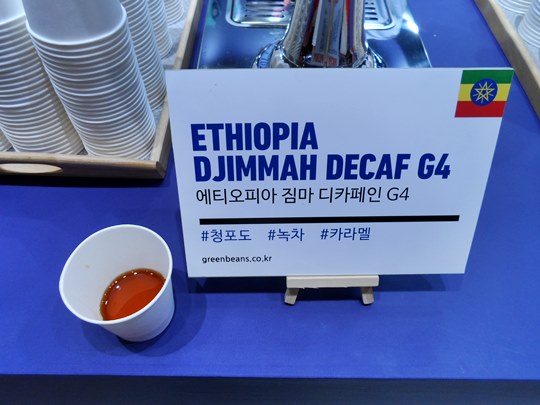 ETHIOPIA
DJIMMAH DECAF G4
에티오피아 짐마 디카페인 G4
#청포도 #녹차 #카라멜
greenbeans.co.kr